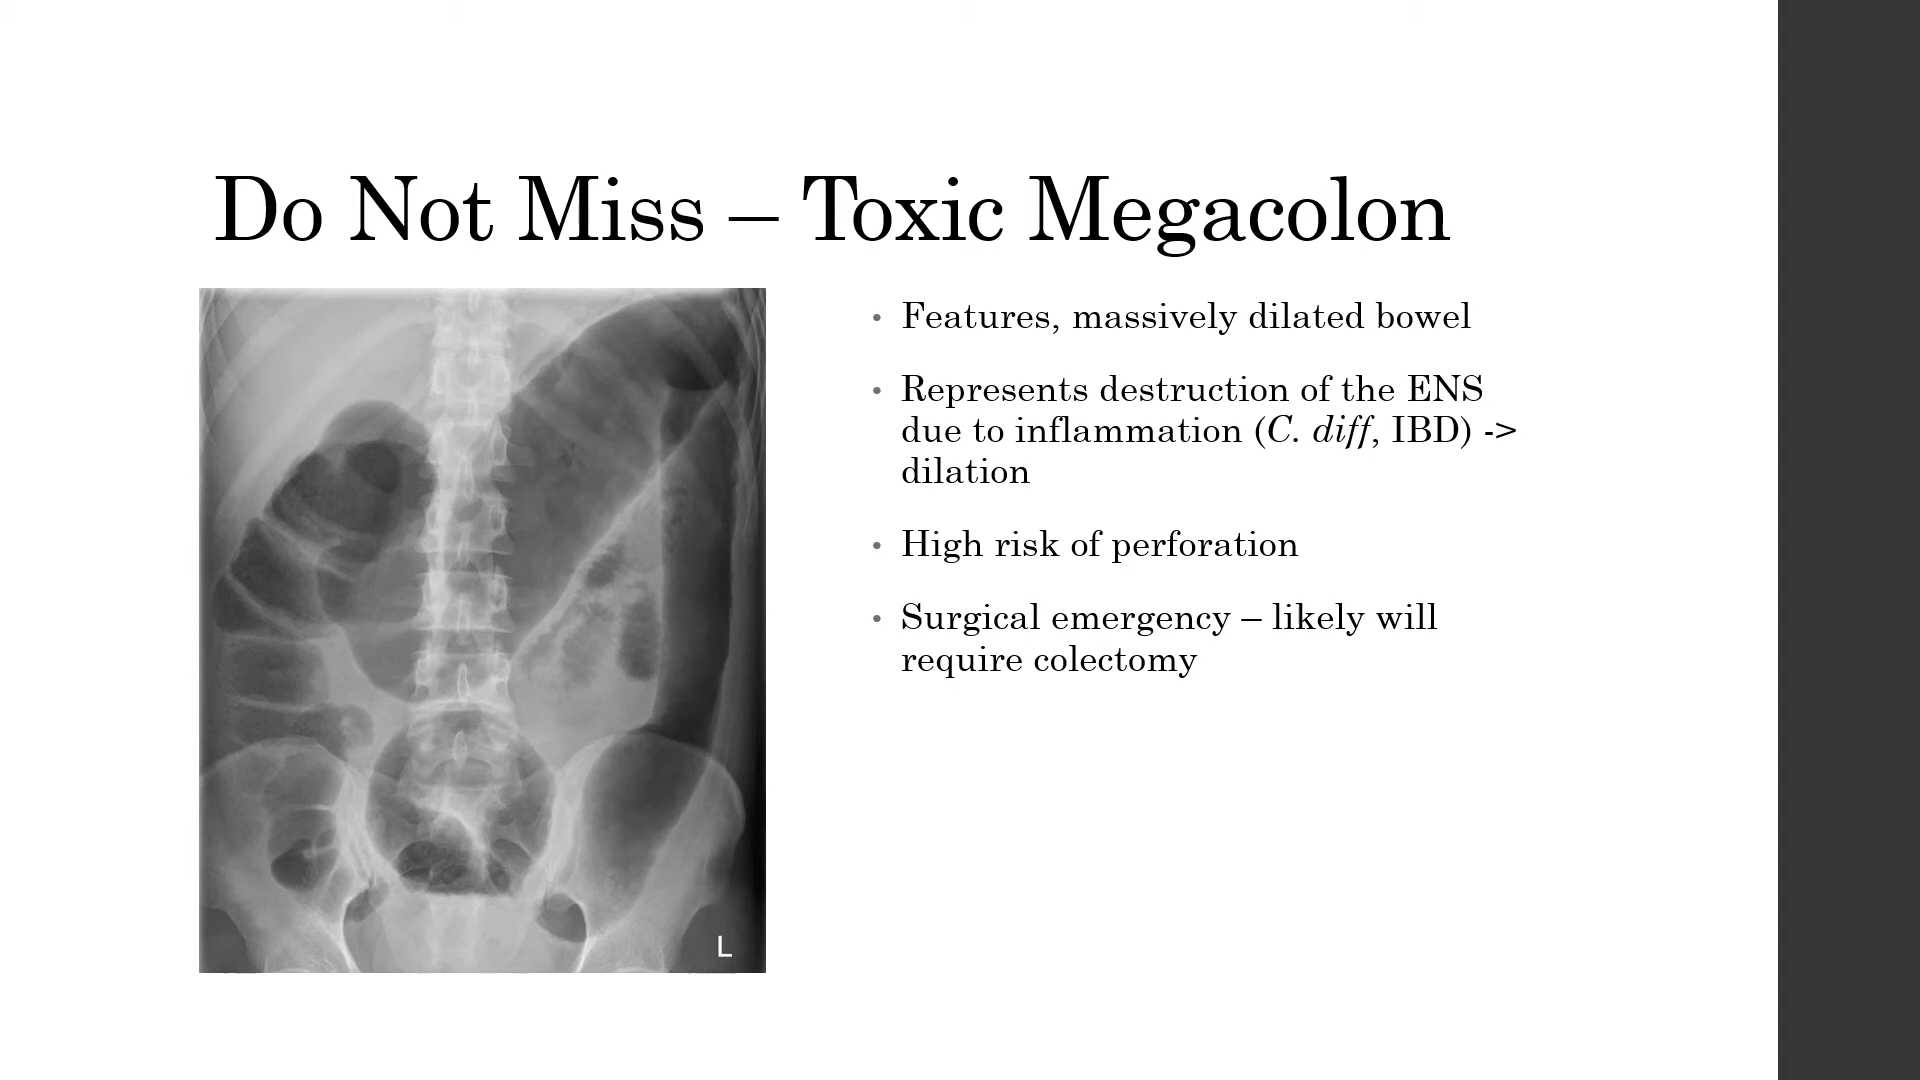 Do Not Miss – Toxic Megacolon
• Features, massively dilated bowel
• Represents destruction of the ENS
due to inflammation (C. diff, IBD) ->
dilation
• High risk of perforation
• Surgical emergency – likely will
require colectomy
L